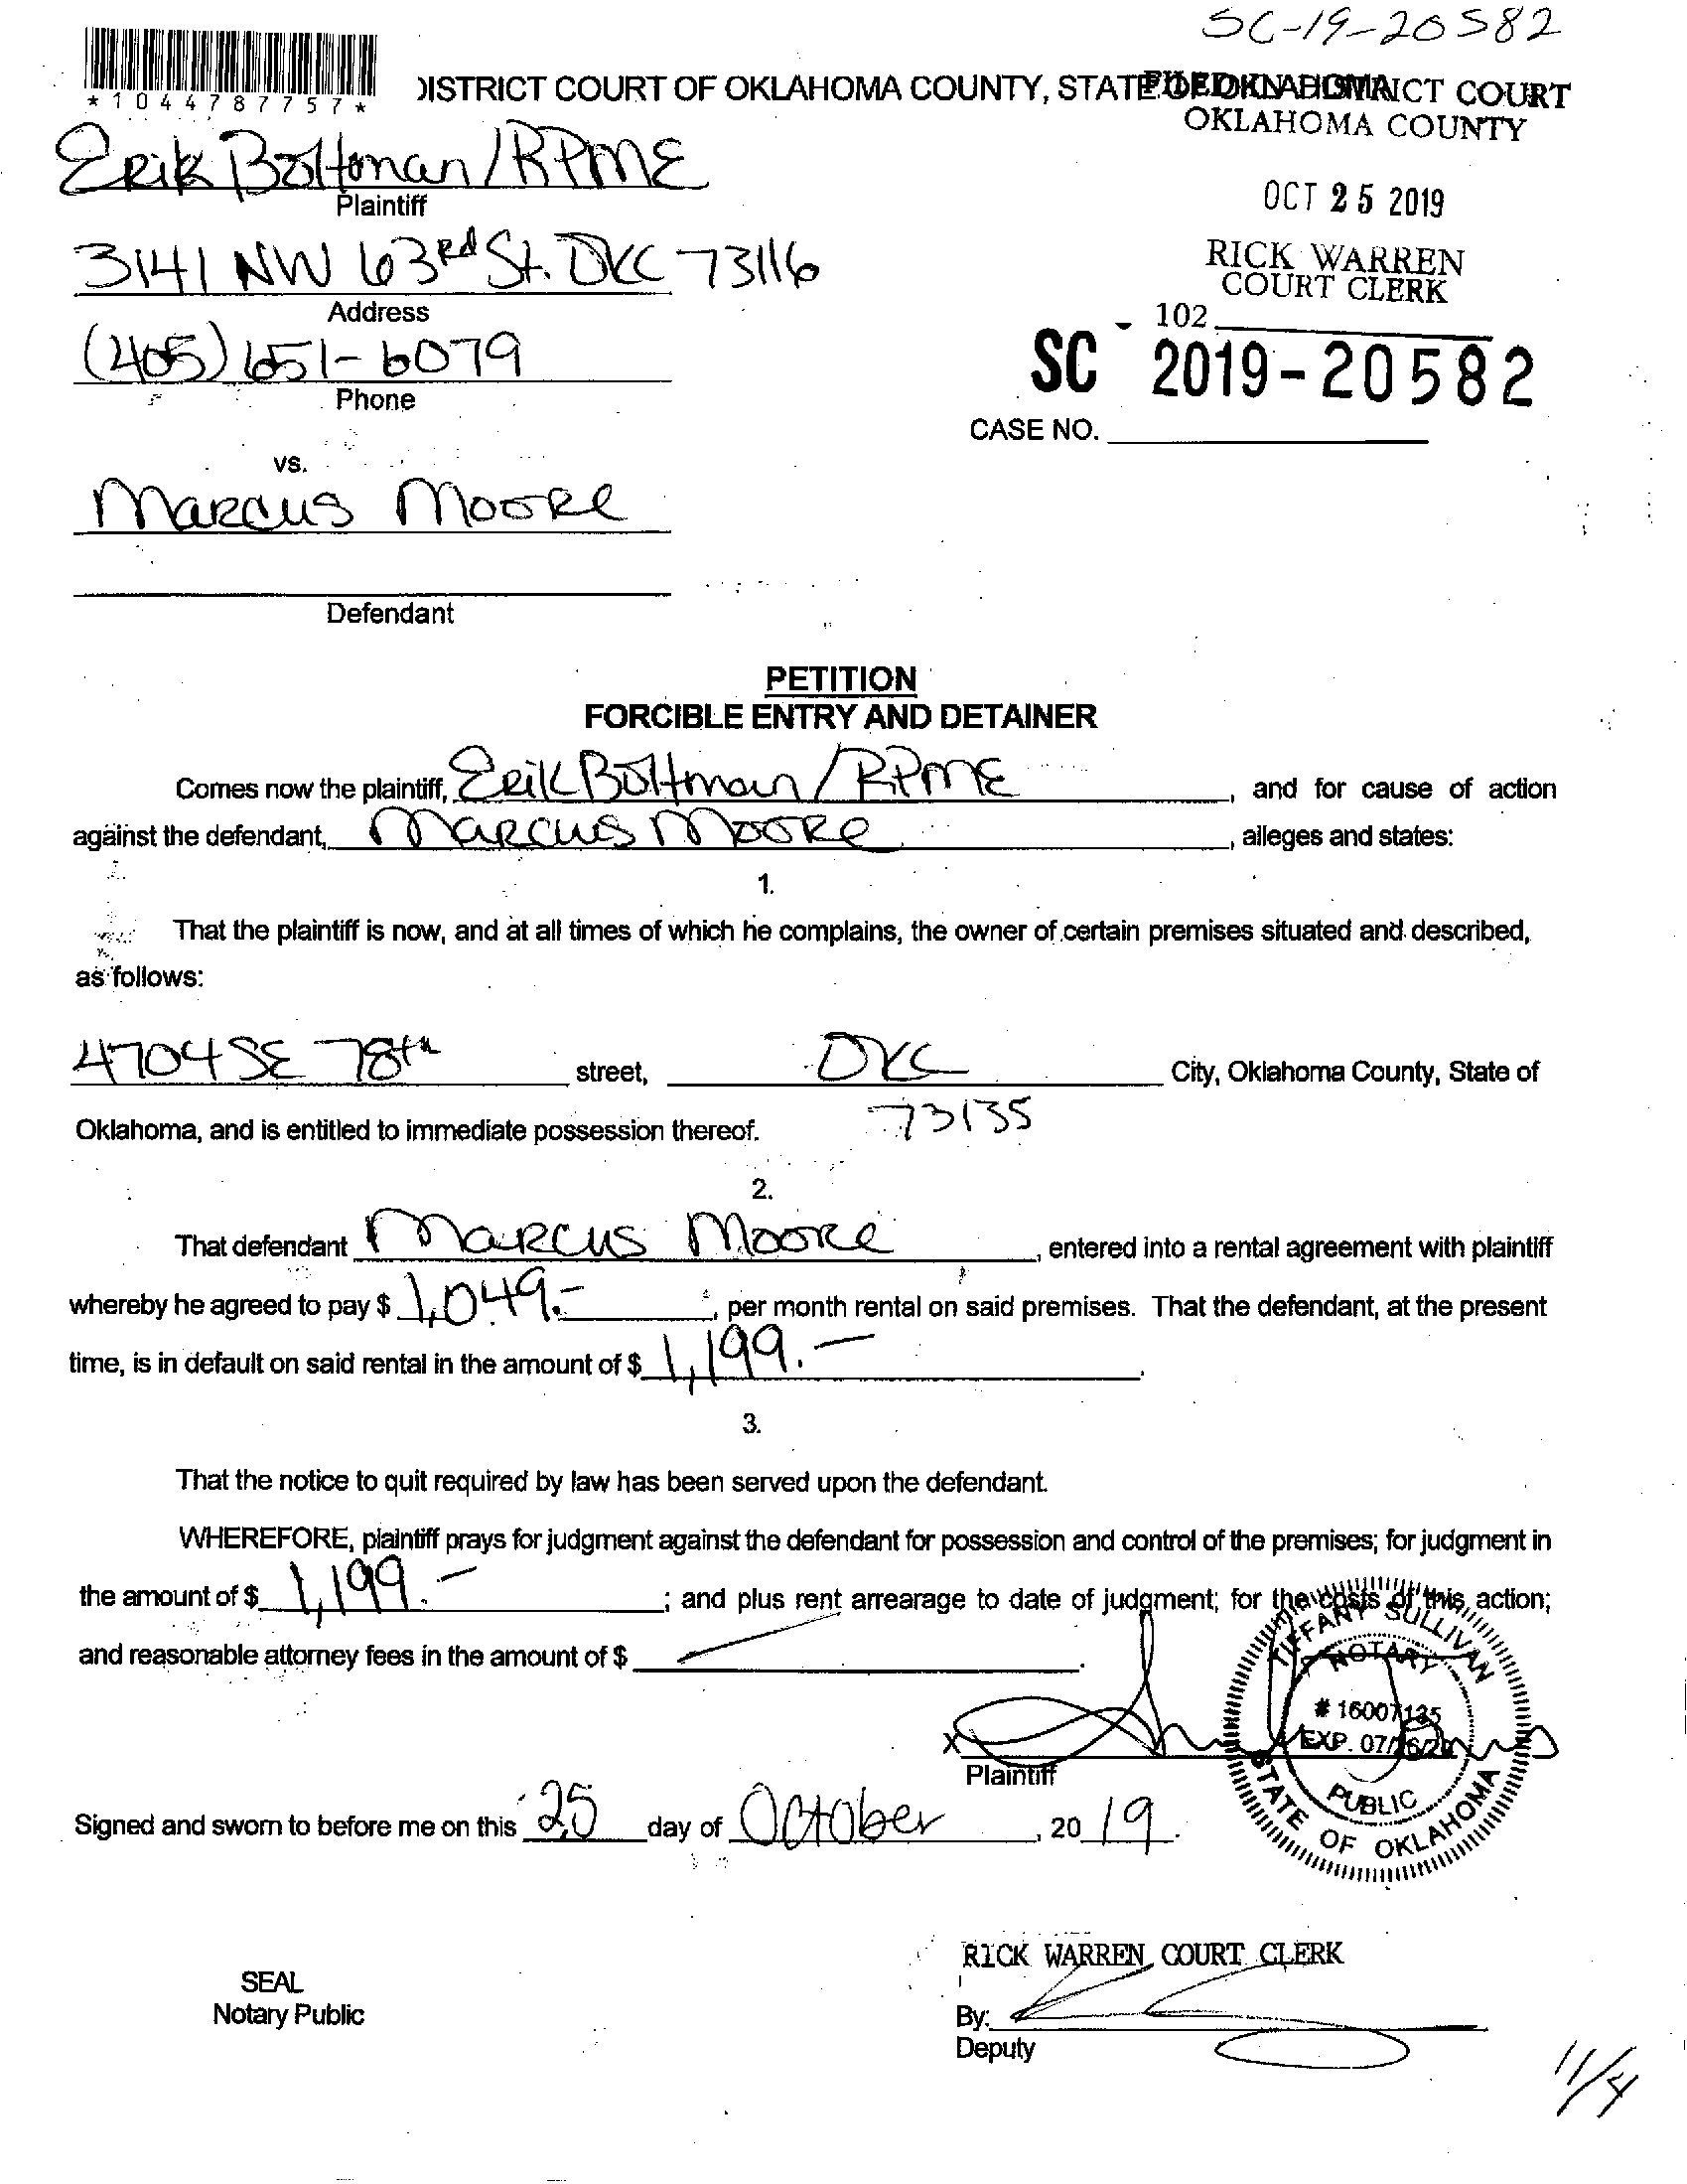 SC-19-20582
*1044787757*
DISTRICT COURT OF OKLAHOMA COUNTY, STATE OF OKLAHOMA
FILED IN DISTRICT COURT
OKLAHOMA COUNTY
OCT 25 2019
RICK WARREN
COURT CLERK
102
SC 2019-20582
CASE NO.
Erik Boltman/RPME
Plaintiff
3141 NW 63rd St. OKC 73116
Address
(405) 651-6079
Phone
vs.
Marcus Moore
Defendant
PETITION
FORCIBLE ENTRY AND DETAINER
Comes now the plaintiff, Erik Boltman/RPME, and for cause of action
against the defendant, Marcus Moore, alleges and states:
1.
That the plaintiff is now, and at all times of which he complains, the owner of certain premises situated and described,
as follows:
4704 SE 78th street, OKC City, Oklahoma County, State of
Oklahoma, and is entitled to immediate possession thereof. 73135
2.
That defendant Marcus Moore, entered into a rental agreement with plaintiff
whereby he agreed to pay $ 1,049.-, per month rental on said premises. That the defendant, at the present
time, is in default on said rental in the amount of $ 1,199.-.
3.
That the notice to quit required by law has been served upon the defendant.
WHEREFORE, plaintiff prays for judgment against the defendant for possession and control of the premises; for judgment in
the amount of $ 1,199.-; and plus rent arrearage to date of judgment; for the costs of this action;
and reasonable attorney fees in the amount of $ .
TIFFANY SULLIVAN
NOTARY
# 16007135
PUBLIC
STATE OF OKLAHOMA
X
Plaintiff
Signed and sworn to before me on this 25 day of October, 2019.
RICK WARREN COURT CLERK
SEAL
Notary Public
By:
Deputy
11/4